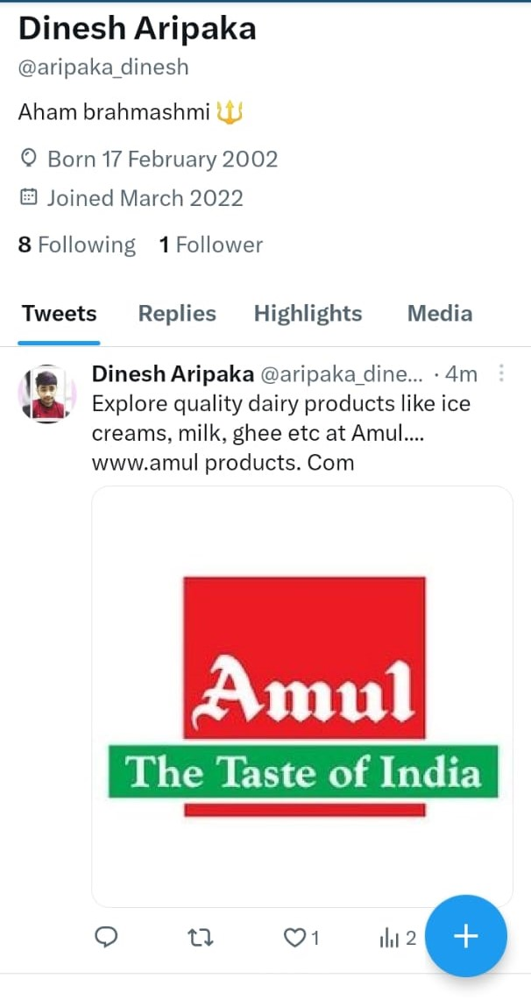 Dinesh Aripaka
@aripaka_dinesh
Aham brahmashmi 🔱
Born 17 February 2002
Joined March 2022
8 Following 1 Follower
Tweets Replies Highlights Media
Dinesh Aripaka @aripaka_dine... · 4m
Explore quality dairy products like ice
creams, milk, ghee etc at Amul....
www.amul products. Com
Amul
The Taste of India
1 2